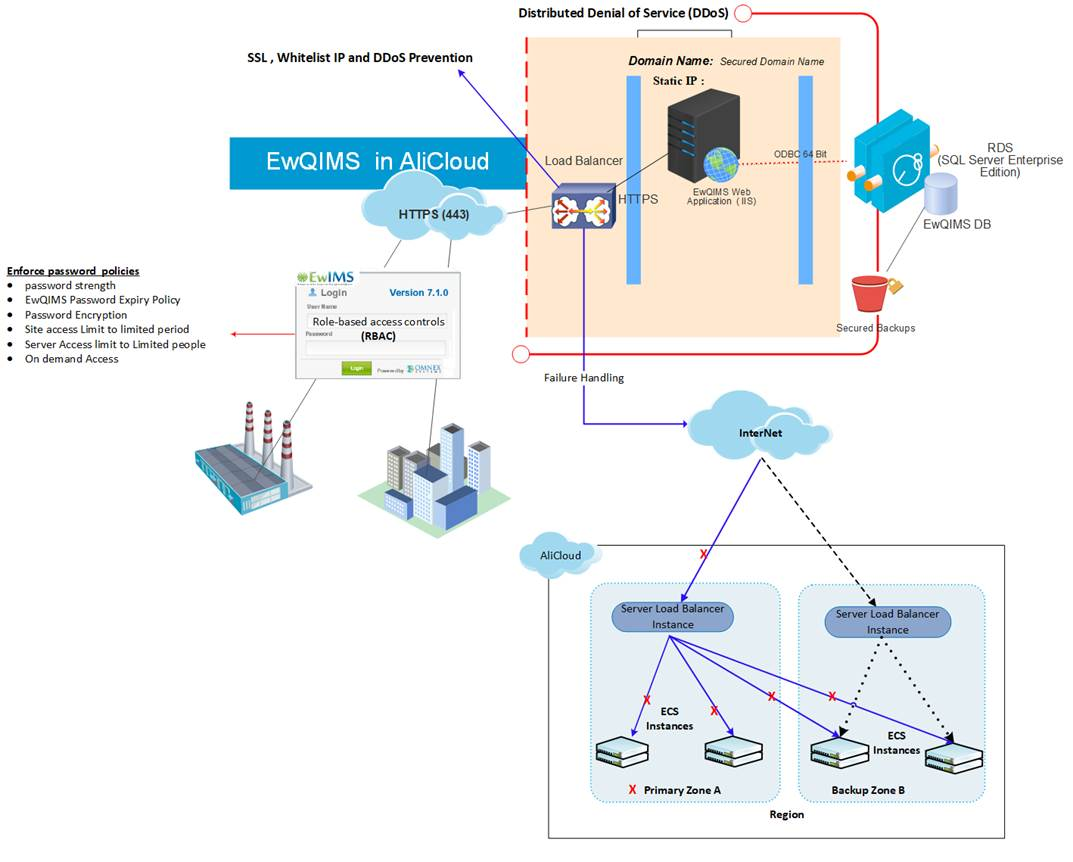 Distributed Denial of Service (DDoS)
SSL , Whitelist IP and DDoS Prevention
Domain Name: Secured Domain Name
Static IP :
EwQIMS in AliCloud
Load Balancer
ODBC 64 Bit
RDS
(SQL Server Enterprise
Edition)
HTTPS (443)
HTTPS
EwQIMS Web
Application ( IIS)
EwQIMS DB
Enforce password policies
• password strength
• EwQIMS Password Expiry Policy
• Password Encryption
• Site access Limit to limited period
• Server Access limit to Limited people
• On demand Access
EwIMS
Login
Version 7.1.0
User Name
Role-based access controls
Password
(RBAC)
Login
Powered by OMNEX
SYSTEMS
Secured Backups
Failure Handling
InterNet
AliCloud
X
Server Load Balancer
Instance
Server Load Balancer
Instance
X
X
X
X
ECS
Instances
ECS
Instances
X Primary Zone A
Backup Zone B
Region